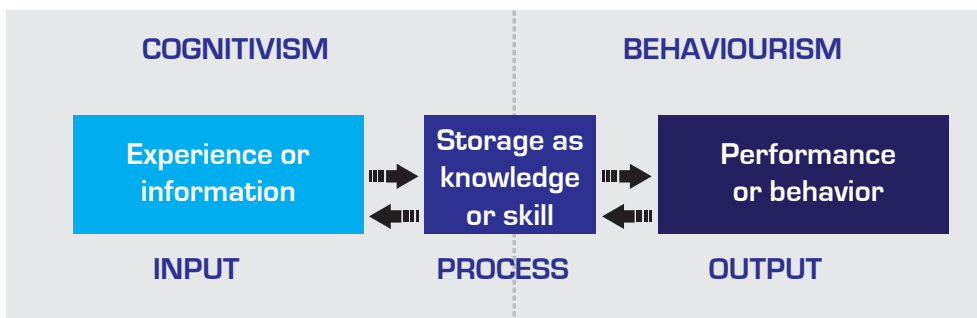 COGNITIVISM
BEHAVIOURISM
Experience or
information
Storage as
knowledge
or skill
Performance
or behavior
INPUT
PROCESS
OUTPUT